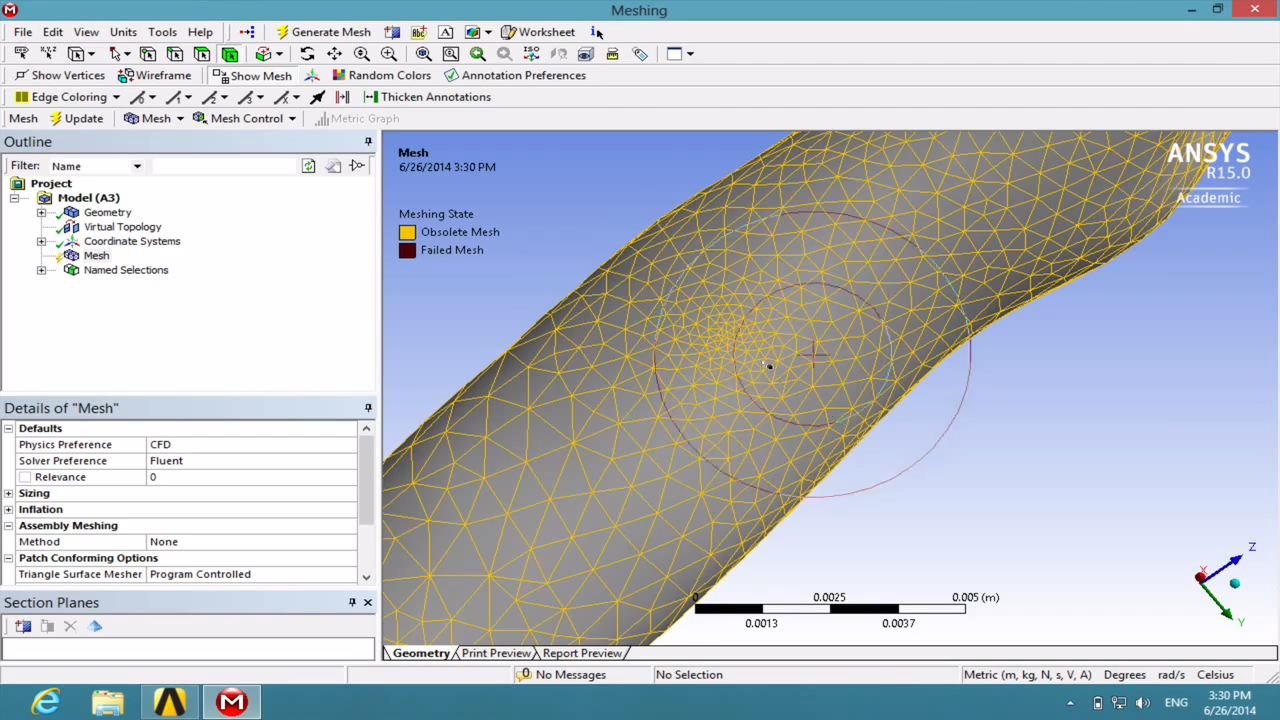 Meshing
File Edit View Units Tools Help Generate Mesh Abc A Worksheet i
Show Vertices Wireframe Show Mesh Random Colors Annotation Preferences
Edge Coloring Thicken Annotations
Mesh Update Mesh Mesh Control Metric Graph
Outline
Filter: Name
Project
Model (A3)
Geometry
Virtual Topology
Coordinate Systems
Mesh
Named Selections
Details of "Mesh"
Defaults
Physics Preference CFD
Solver Preference Fluent
Relevance 0
Sizing
Inflation
Assembly Meshing
Method None
Patch Conforming Options
Triangle Surface Mesher Program Controlled
Section Planes
Mesh
6/26/2014 3:30 PM
Meshing State
Obsolete Mesh
Failed Mesh
ANSYS
R15.0
Academic
0 0.0025 0.005 (m)
0.0013 0.0037
X
Y
Z
Geometry Print Preview Report Preview
0 No Messages No Selection Metric (m, kg, N, s, V, A) Degrees rad/s Celsius
ENG 3:30 PM
6/26/2014